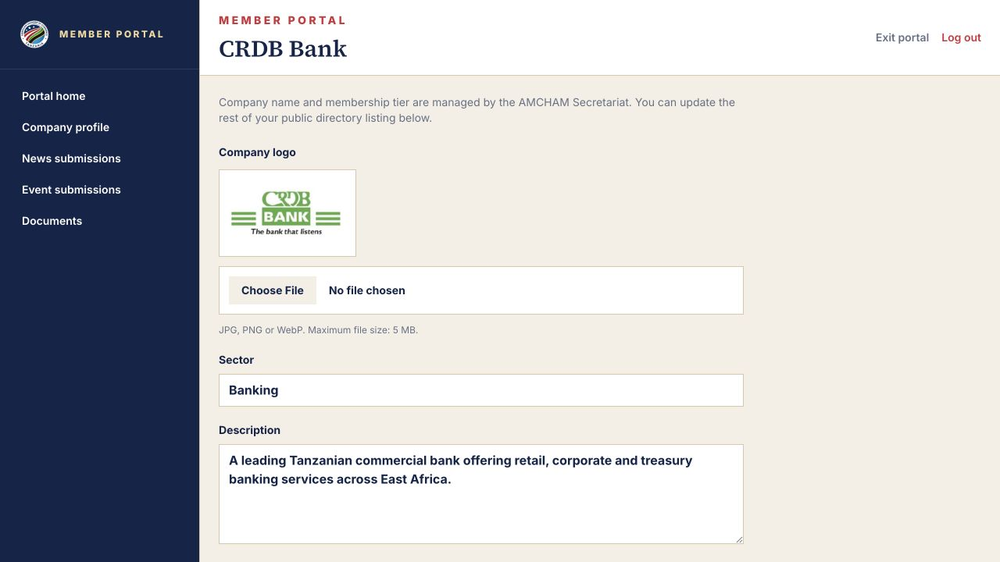 MEMBER PORTAL
Portal home
Company profile
News submissions
Event submissions
Documents
MEMBER PORTAL
CRDB Bank
Exit portal
Log out
Company name and membership tier are managed by the AMCHAM Secretariat. You can update the
rest of your public directory listing below.
Company logo
CRDB
BANK
The bank that listens
Choose File
No file chosen
JPG, PNG or WebP. Maximum file size: 5 MB.
Sector
Banking
Description
A leading Tanzanian commercial bank offering retail, corporate and treasury
banking services across East Africa.